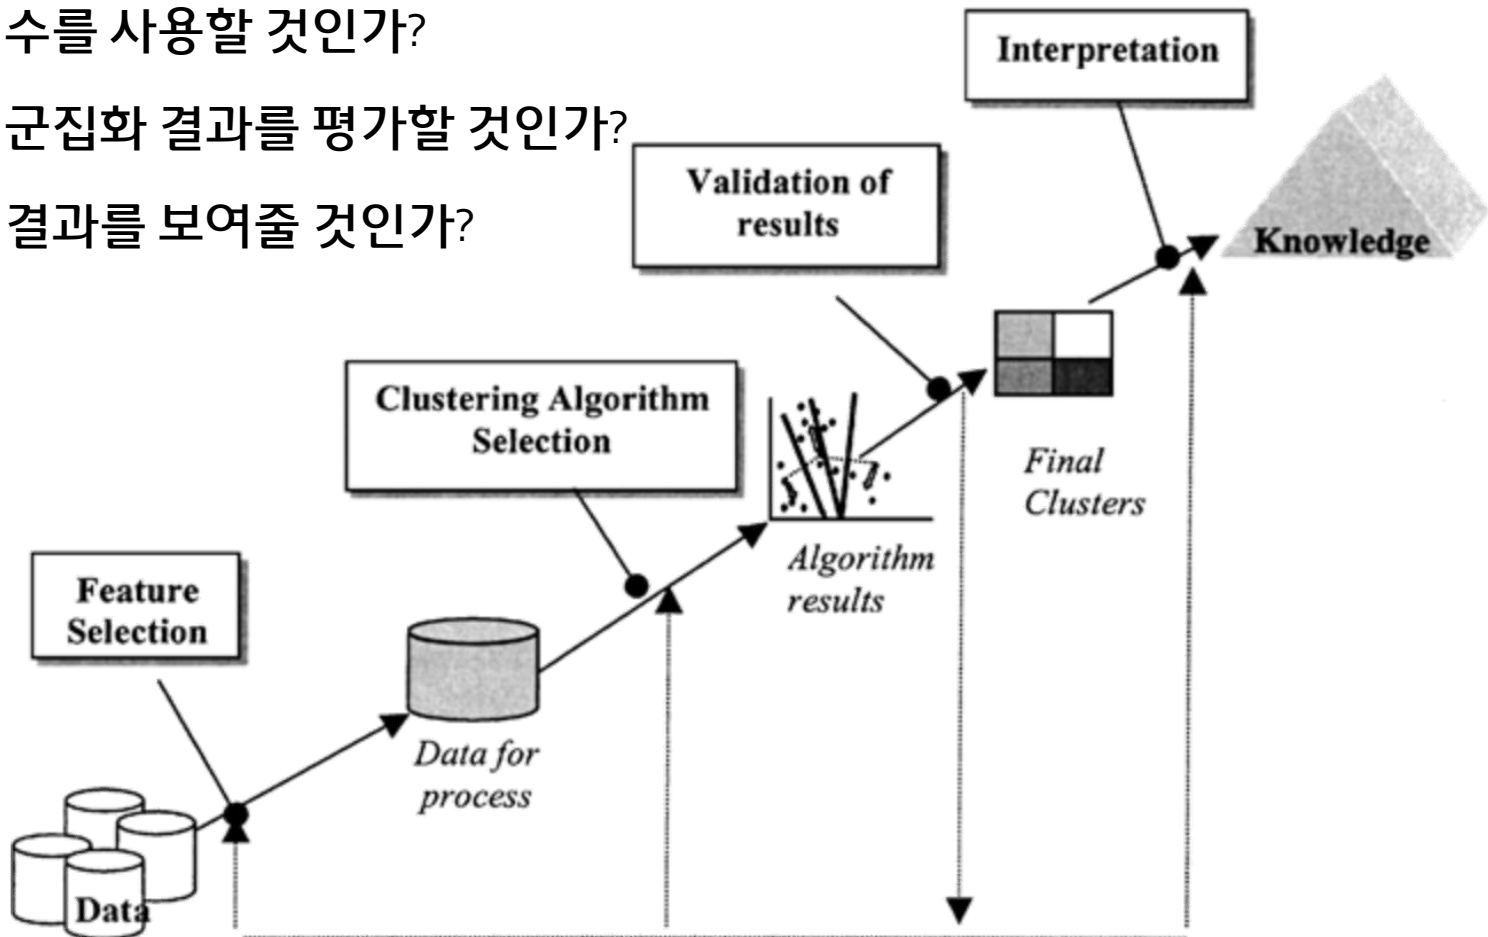 수를 사용할 것인가?
군집화 결과를 평가할 것인가?
결과를 보여줄 것인가?
Interpretation
Validation of
results
Knowledge
Clustering Algorithm
Selection
Final
Clusters
Algorithm
results
Feature
Selection
Data for
process
Data